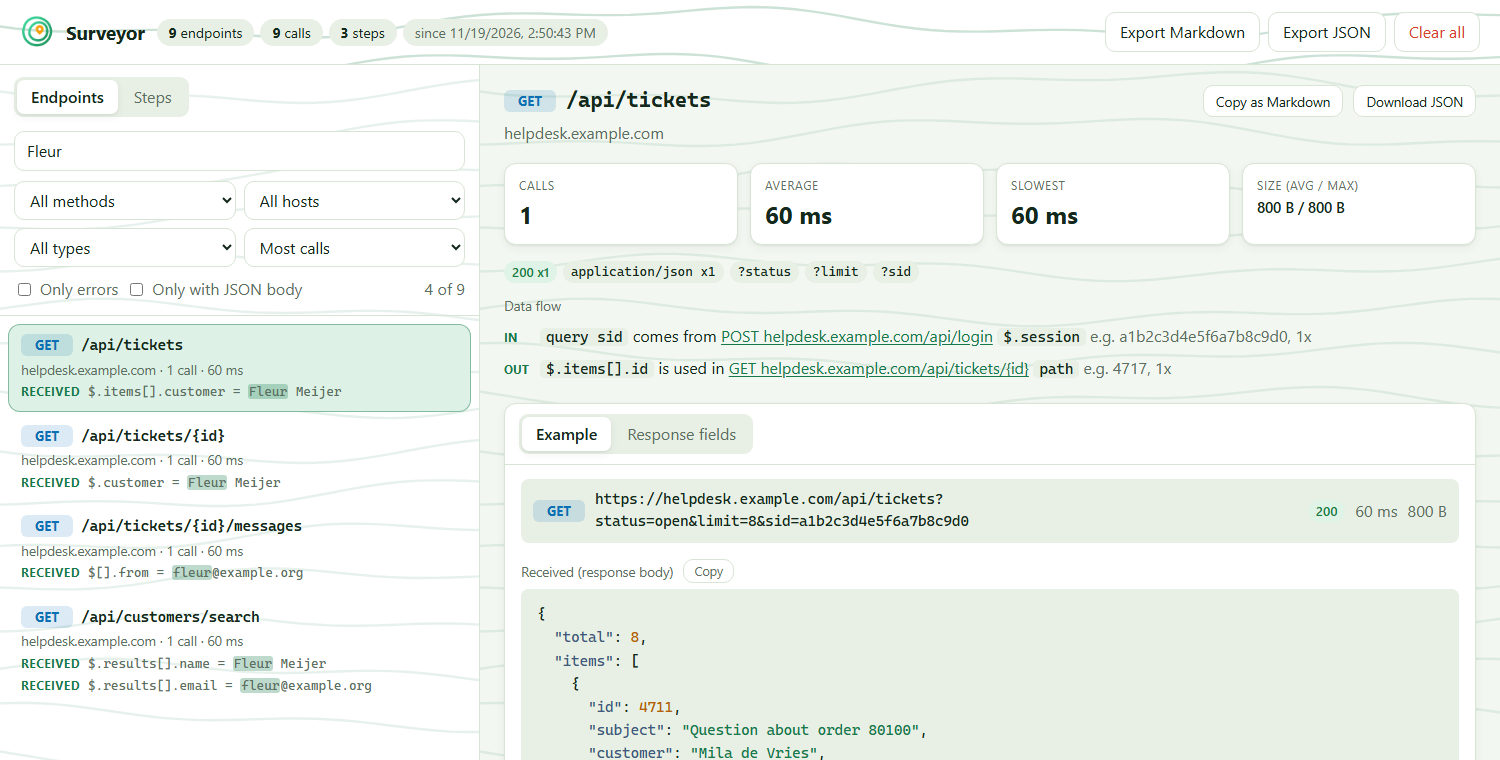 Surveyor 9 endpoints 9 calls 3 steps since 11/19/2026, 2:50:43 PM Export Markdown Export JSON Clear all
Endpoints Steps
Fleur
All methods All hosts
All types Most calls
Only errors Only with JSON body 4 of 9
GET /api/tickets
helpdesk.example.com · 1 call · 60 ms
RECEIVED $.items[].customer = Fleur Meijer
GET /api/tickets/{id}
helpdesk.example.com · 1 call · 60 ms
RECEIVED $.customer = Fleur Meijer
GET /api/tickets/{id}/messages
helpdesk.example.com · 1 call · 60 ms
RECEIVED $[].from = fleur@example.org
GET /api/customers/search
helpdesk.example.com · 1 call · 60 ms
RECEIVED $.results[].name = Fleur Meijer
RECEIVED $.results[].email = fleur@example.org
GET /api/tickets Copy as Markdown Download JSON
helpdesk.example.com
CALLS AVERAGE SLOWEST SIZE (AVG / MAX)
1 60 ms 60 ms 800 B / 800 B
200 x1 application/json x1 ?status ?limit ?sid
Data flow
IN query sid comes from POST helpdesk.example.com/api/login $.session e.g. a1b2c3d4e5f6a7b8c9d0, 1x
OUT $.items[].id is used in GET helpdesk.example.com/api/tickets/{id} path e.g. 4717, 1x
Example Response fields
GET https://helpdesk.example.com/api/tickets?
status=open&limit=8&sid=a1b2c3d4e5f6a7b8c9d0 200 60 ms 800 B
Received (response body) Copy
{
"total": 8,
"items": [
{
"id": 4711,
"subject": "Question about order 80100",
"customer": "Mila de Vries",